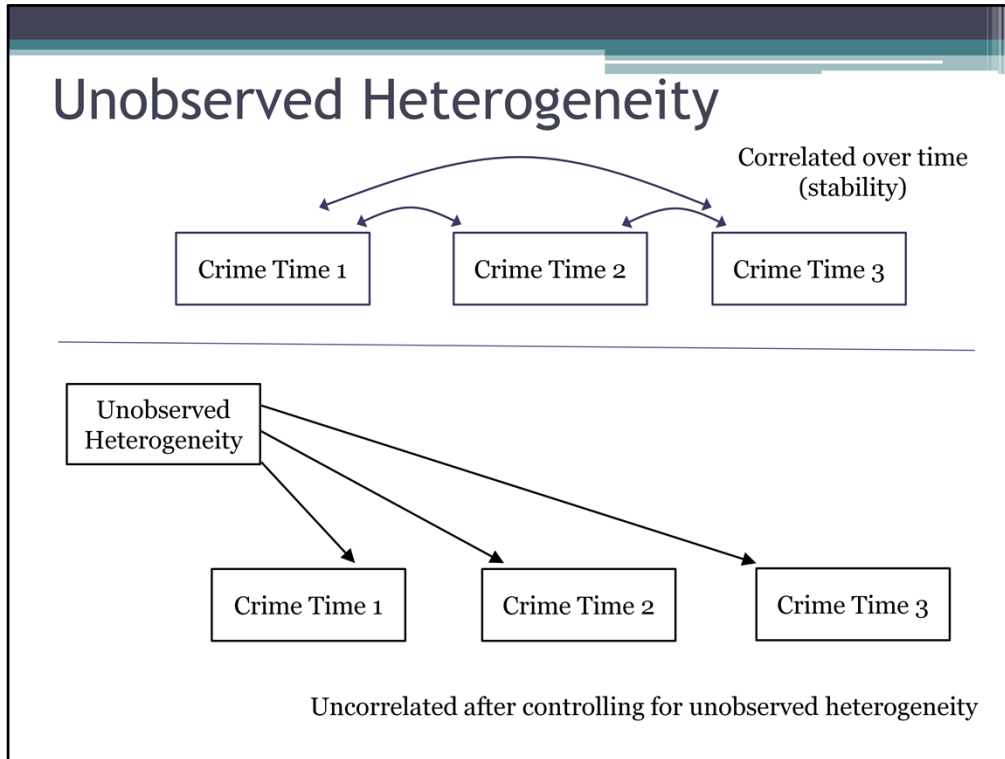 Unobserved Heterogeneity
Correlated over time
(stability)
Crime Time 1
Crime Time 2
Crime Time 3
Unobserved
Heterogeneity
Crime Time 1
Crime Time 2
Crime Time 3
Uncorrelated after controlling for unobserved heterogeneity